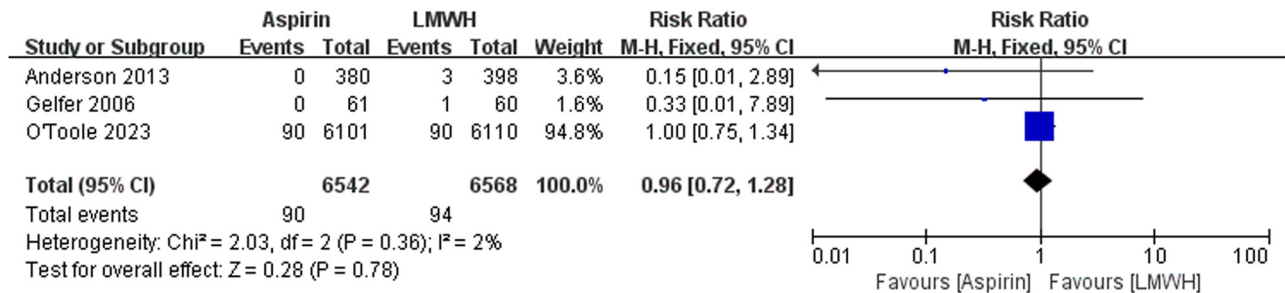 Aspirin LMWH Risk Ratio Risk Ratio
Study or Subgroup Events Total Events Total Weight M-H, Fixed, 95% CI M-H, Fixed, 95% CI
Anderson 2013 0 380 3 398 3.6% 0.15 [0.01, 2.89]
Gelfer 2006 0 61 1 60 1.6% 0.33 [0.01, 7.89]
O'Toole 2023 90 6101 90 6110 94.8% 1.00 [0.75, 1.34]
Total (95% CI) 6542 6568 100.0% 0.96 [0.72, 1.28]
Total events 90 94
Heterogeneity: Chi² = 2.03, df = 2 (P = 0.36); I² = 2%
Test for overall effect: Z = 0.28 (P = 0.78)
0.01 0.1 1 10 100
Favours [Aspirin] Favours [LMWH]